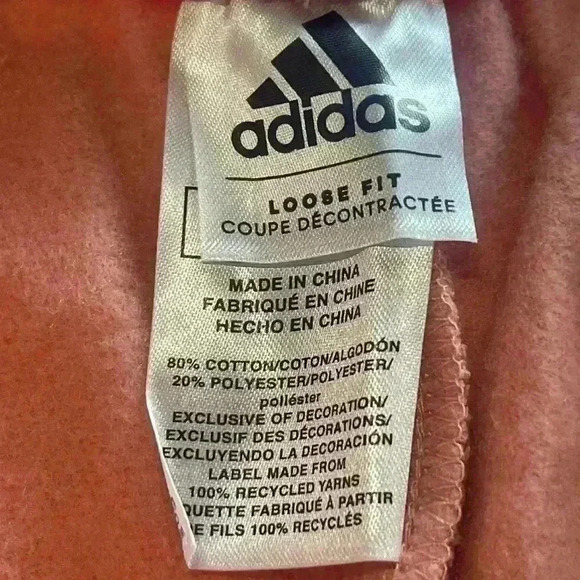 adidas
LOOSE FIT
COUPE DÉCONTRACTÉE
MADE IN CHINA
FABRIQUÉ EN CHINE
HECHO EN CHINA
80% COTTON/COTON/ALGODÓN
20% POLYESTER/POLYESTER/
poliéster
EXCLUSIVE OF DECORATION/
EXCLUSIF DES DÉCORATIONS/
EXCLUYENDO LA DECORACIÓN
LABEL MADE FROM
100% RECYCLED YARNS
QUETTE FABRIQUÉ À PARTIR
E FILS 100% RECYCLÉS